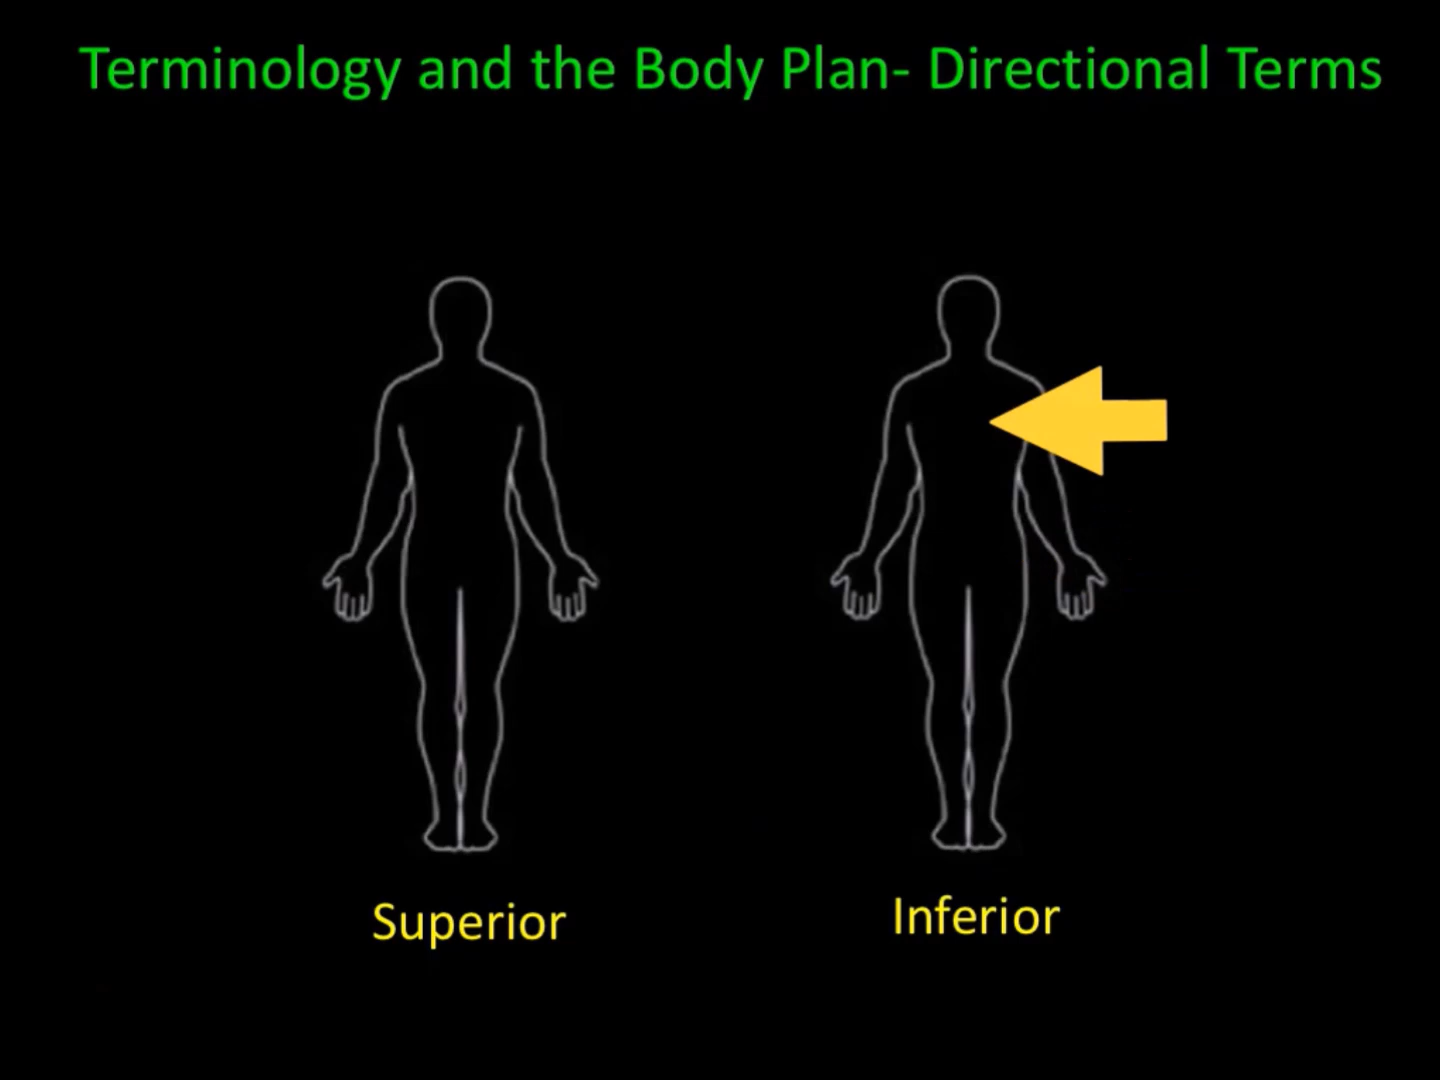 Terminology and the Body Plan- Directional Terms
Superior
Inferior